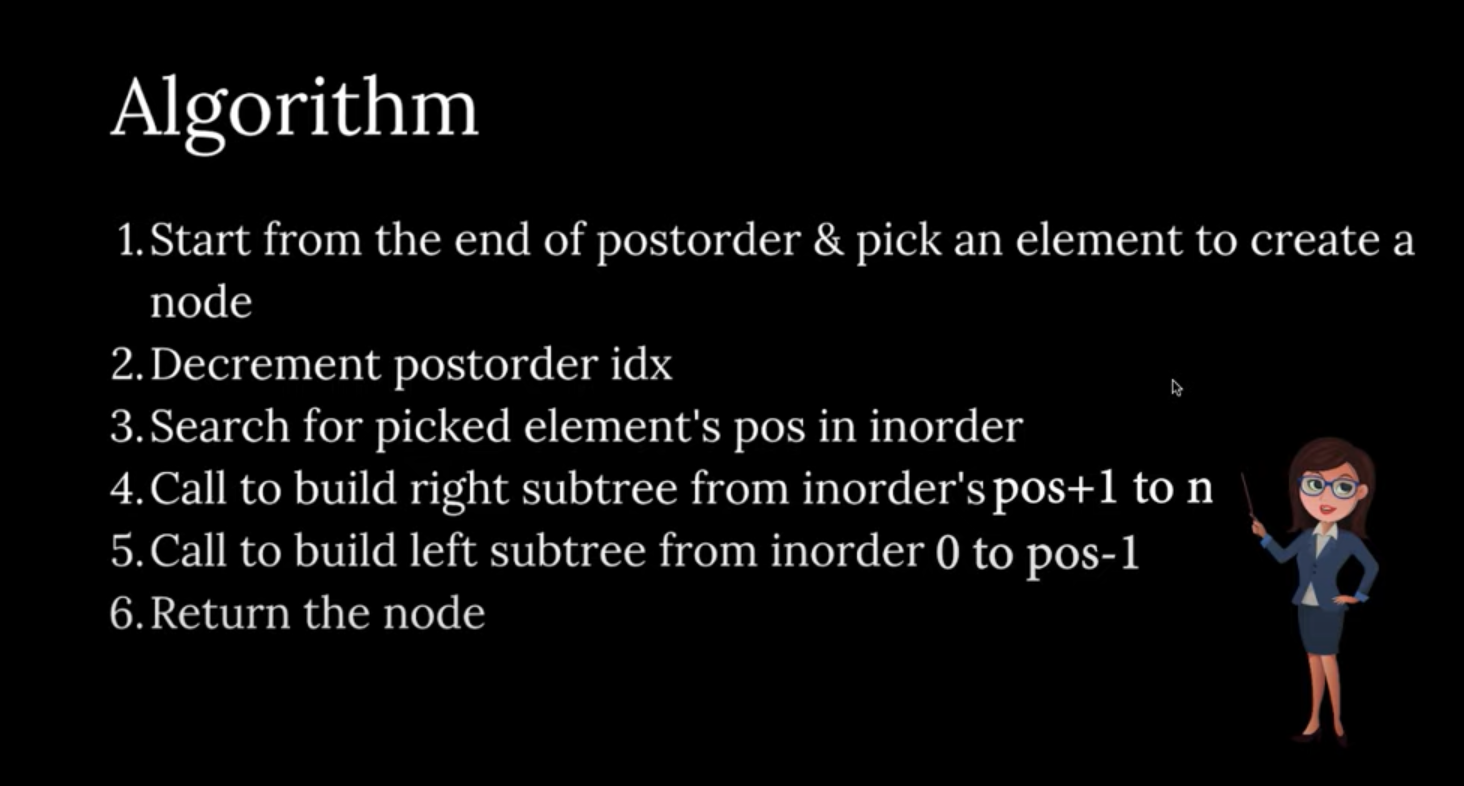 Algorithm
1. Start from the end of postorder & pick an element to create a
node
2. Decrement postorder idx
3. Search for picked element's pos in inorder
4. Call to build right subtree from inorder's pos+1 to n
5. Call to build left subtree from inorder 0 to pos-1
6. Return the node